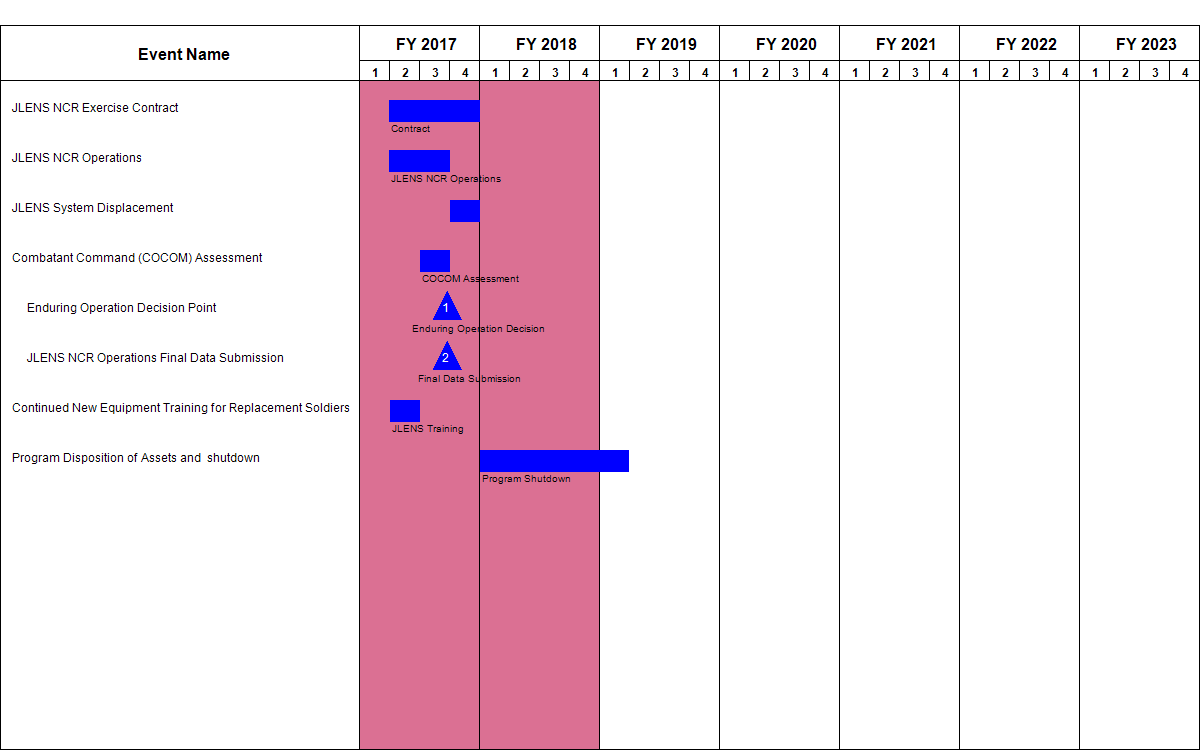 Event Name
FY 2017 FY 2018 FY 2019 FY 2020 FY 2021 FY 2022 FY 2023
1 2 3 4 1 2 3 4 1 2 3 4 1 2 3 4 1 2 3 4 1 2 3 4 1 2 3 4
JLENS NCR Exercise Contract
Contract
JLENS NCR Operations
JLENS NCR Operations
JLENS System Displacement
Combatant Command (COCOM) Assessment
COCOM Assessment
Enduring Operation Decision Point
1
Enduring Operation Decision
JLENS NCR Operations Final Data Submission
2
Final Data Submission
Continued New Equipment Training for Replacement Soldiers
JLENS Training
Program Disposition of Assets and  shutdown
Program Shutdown